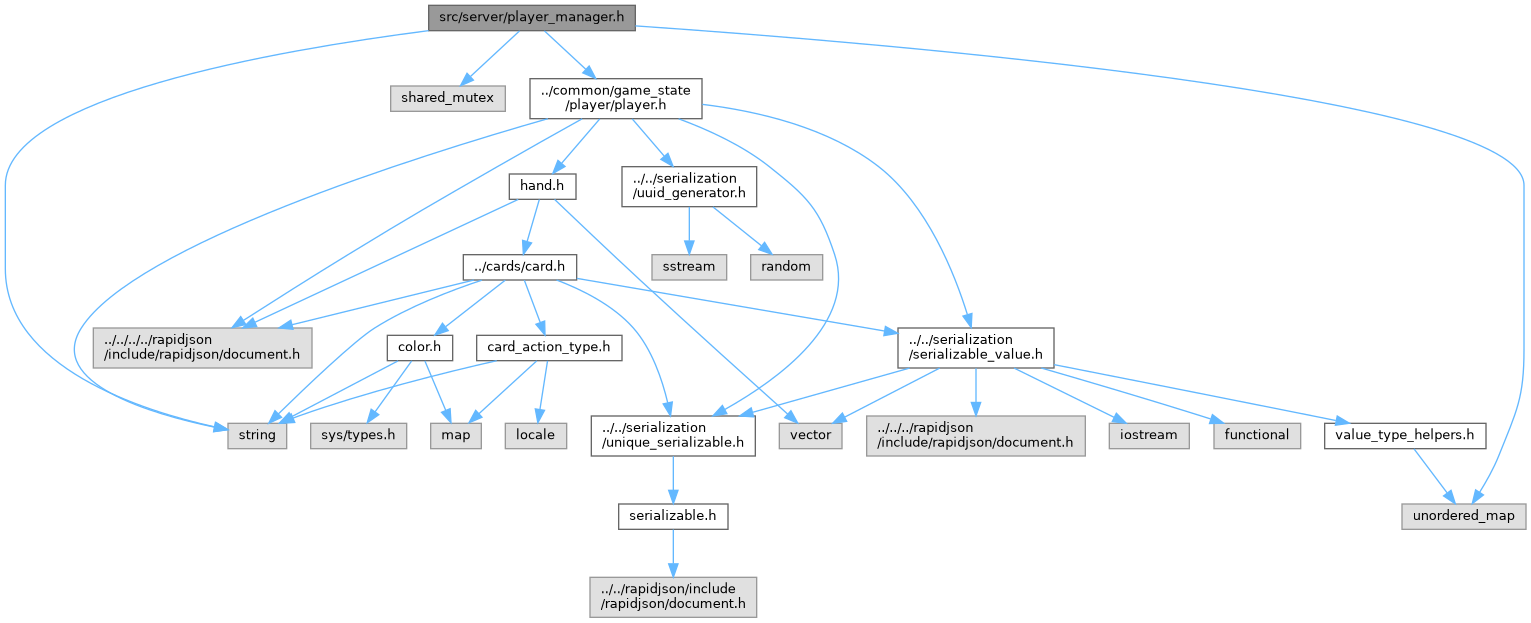 src/server/player_manager.h
shared_mutex
../common/game_state
/player/player.h
hand.h
../../serialization
/uuid_generator.h
../cards/card.h
sstream
random
../../../../rapidjson
/include/rapidjson/document.h
color.h
card_action_type.h
../../serialization
/serializable_value.h
string
sys/types.h
map
locale
../../serialization
/unique_serializable.h
vector
../../../rapidjson
/include/rapidjson/document.h
iostream
functional
value_type_helpers.h
serializable.h
unordered_map
../../rapidjson/include
/rapidjson/document.h